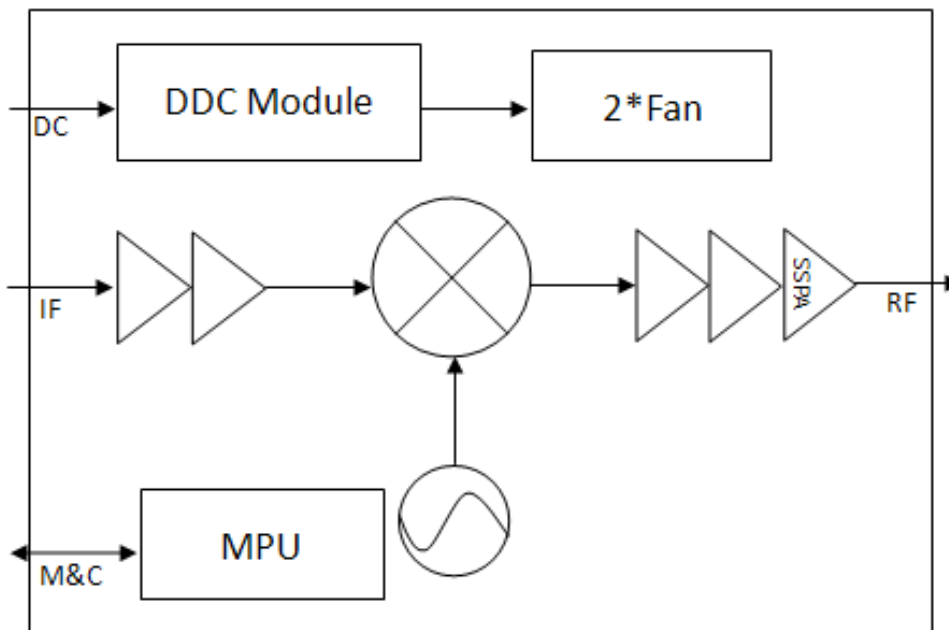 DDC Module
2*Fan
DC
IF
SSPA
RF
MPU
M&C